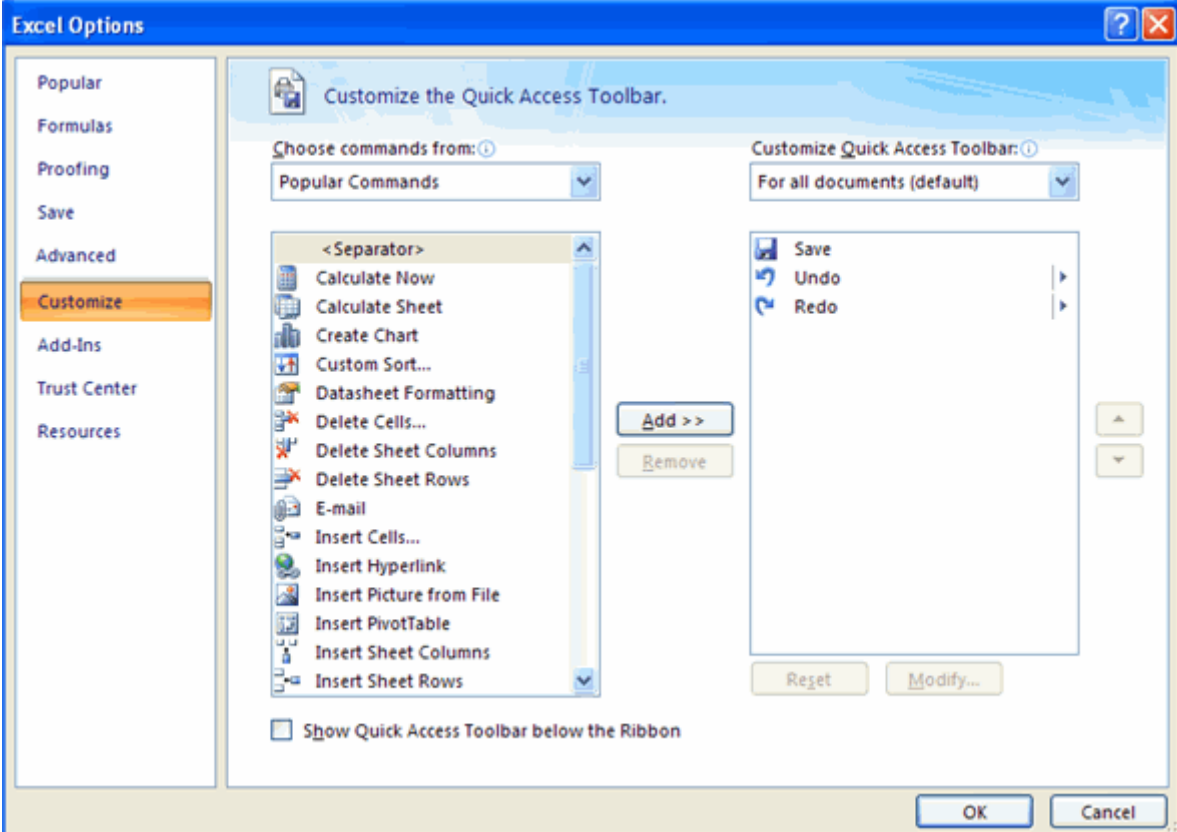 Excel Options
Popular
Formulas
Proofing
Save
Advanced
Customize
Add-Ins
Trust Center
Resources
Customize the Quick Access Toolbar.
Choose commands from:
Popular Commands
<Separator>
Calculate Now
Calculate Sheet
Create Chart
Custom Sort...
Datasheet Formatting
Delete Cells...
Delete Sheet Columns
Delete Sheet Rows
E-mail
Insert Cells...
Insert Hyperlink
Insert Picture from File
Insert PivotTable
Insert Sheet Columns
Insert Sheet Rows
Show Quick Access Toolbar below the Ribbon
Add >>
Remove
Customize Quick Access Toolbar:
For all documents (default)
Save
Undo
Redo
Reset
Modify...
OK
Cancel